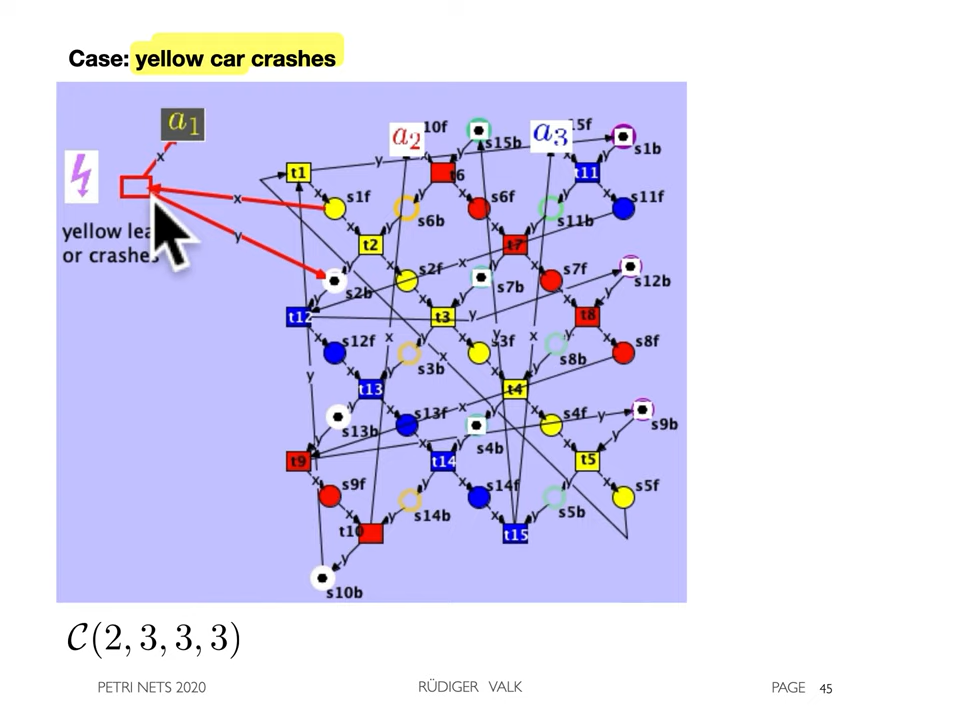 Case: yellow car crashes
a1
a2
10f
s15b
a3
15f
s1b
t1
y
t6
t11
x
s1f
s6f
s11f
yellow lea
or crashes
s6b
s11b
t2
t7
s2f
s7f
s12b
s2b
s7b
t12
t3
t8
s12f
s3f
s8f
s3b
s8b
t13
t4
s13f
s4f
s9b
s13b
s4b
t9
t14
t5
s9f
s14f
s5f
s14b
s5b
t10
t15
s10b
C(2, 3, 3, 3)
PETRI NETS 2020 RÜDIGER VALK PAGE 45